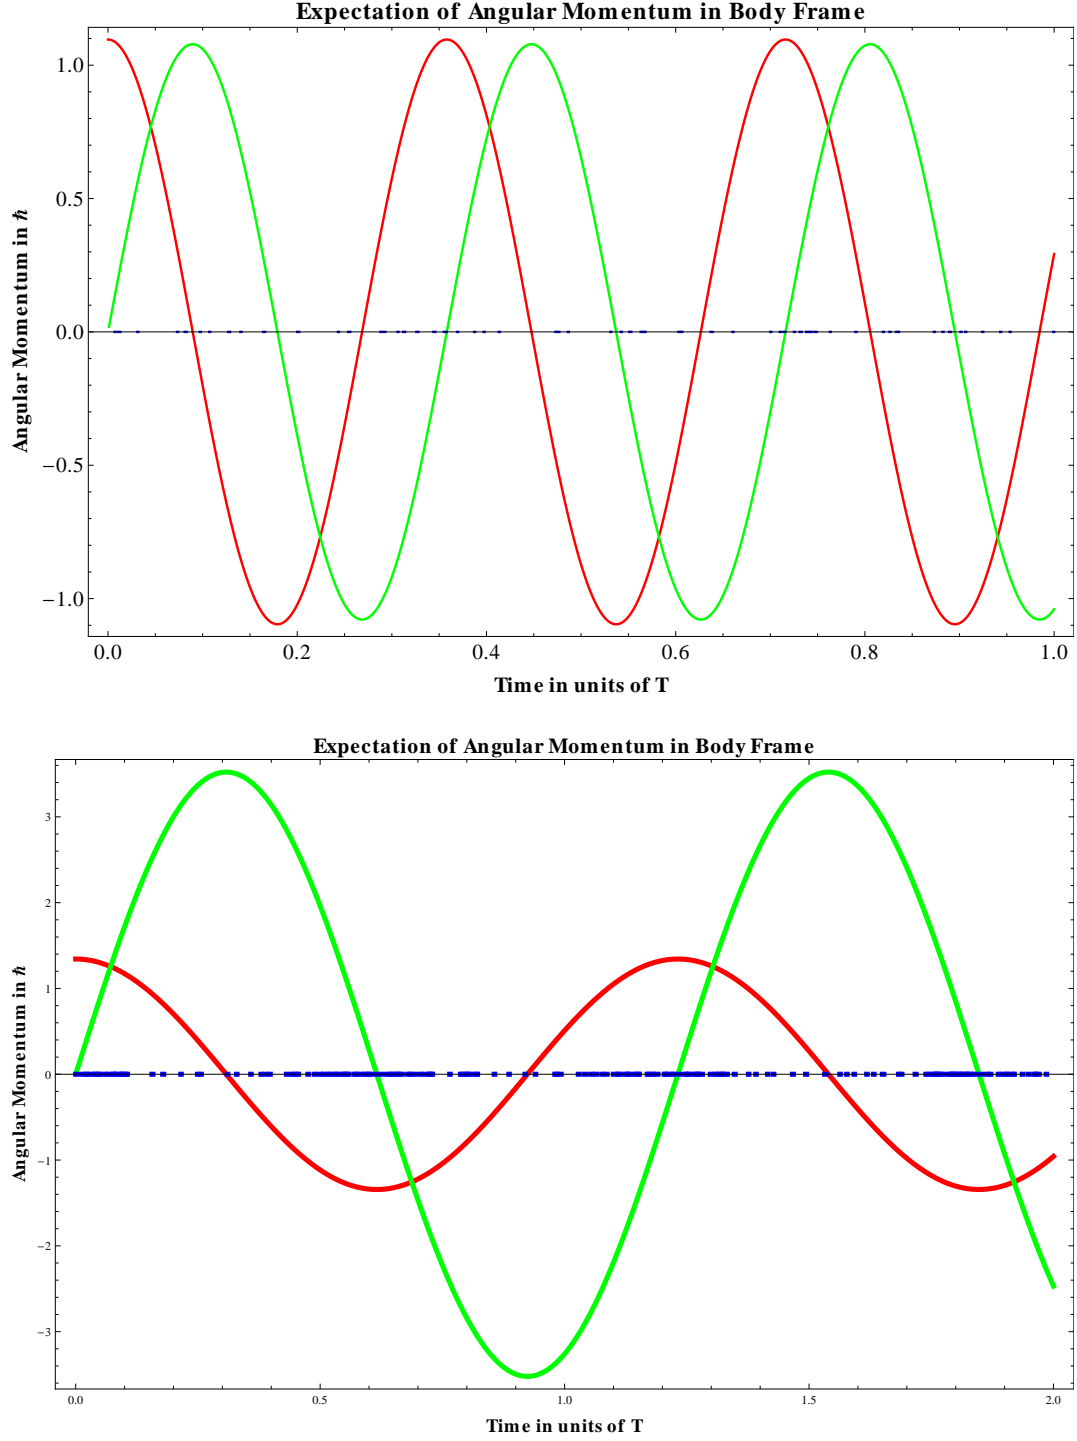 Expectation of Angular Momentum in Body Frame
Angular Momentum in ℏ
1.0
0.5
0.0
−0.5
−1.0
0.0 0.2 0.4 0.6 0.8 1.0
Time in units of T
Expectation of Angular Momentum in Body Frame
Angular Momentum in ℏ
3
2
1
0
−1
−2
−3
0.0 0.5 1.0 1.5 2.0
Time in units of T